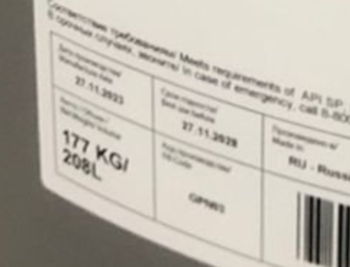 Соответствие требованиям/ Meets requirements of API SP
В срочных случаях, звоните/ In case of emergency, call 8-800
Дата производства/
Manufacture date
27.11.2023
Срок годности/
Best use before
27.11.2028
Произведено в/
Made in
RU - Russi
177 KG/
208L